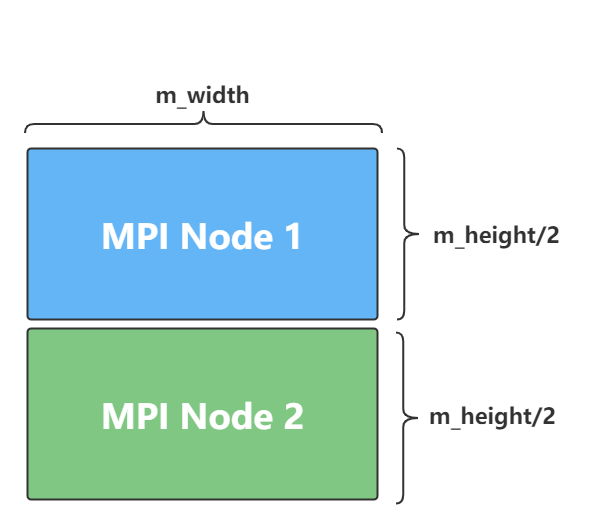 m_width
MPI Node 1
m_height/2
MPI Node 2
m_height/2